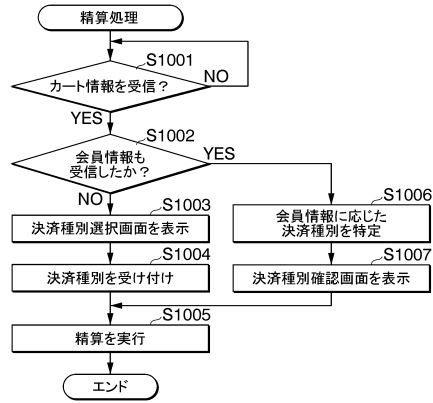 精算処理
S1001
カート情報を受信？
NO
YES
S1002
会員情報も
受信したか？
YES
NO
S1003
決済種別選択画面を表示
S1004
決済種別を受け付け
S1006
会員情報に応じた
決済種別を特定
S1007
決済種別確認画面を表示
S1005
精算を実行
エンド